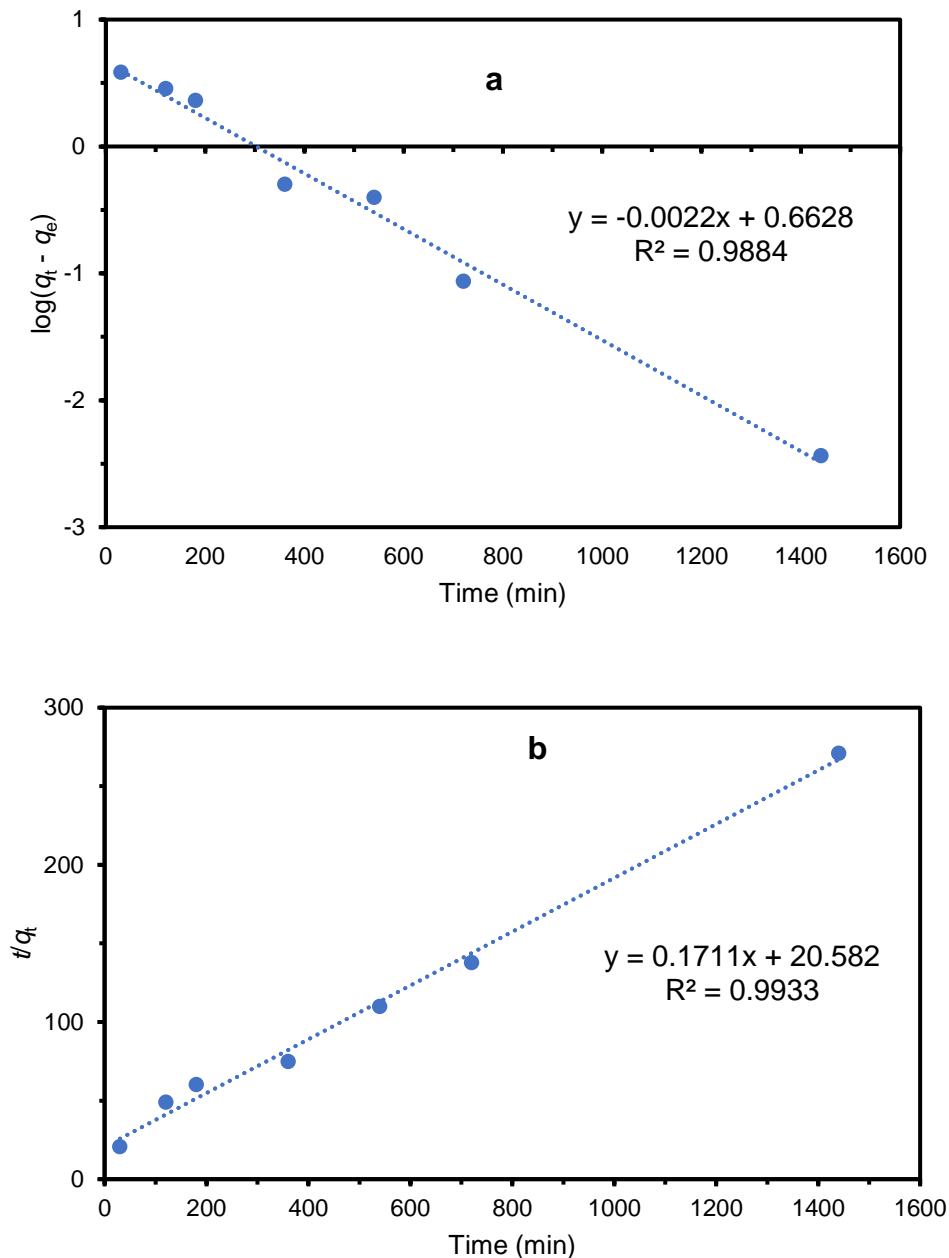 1
a
0
0
200
400
600
800
1000
1200
1400
1600
y = -0.0022x + 0.6628
R² = 0.9884
-1
-2
-3
log(qt - qe)
Time (min)
300
b
200
y = 0.1711x + 20.582
R² = 0.9933
100
0
t/qt
0
200
400
600
800
1000
1200
1400
1600
Time (min)